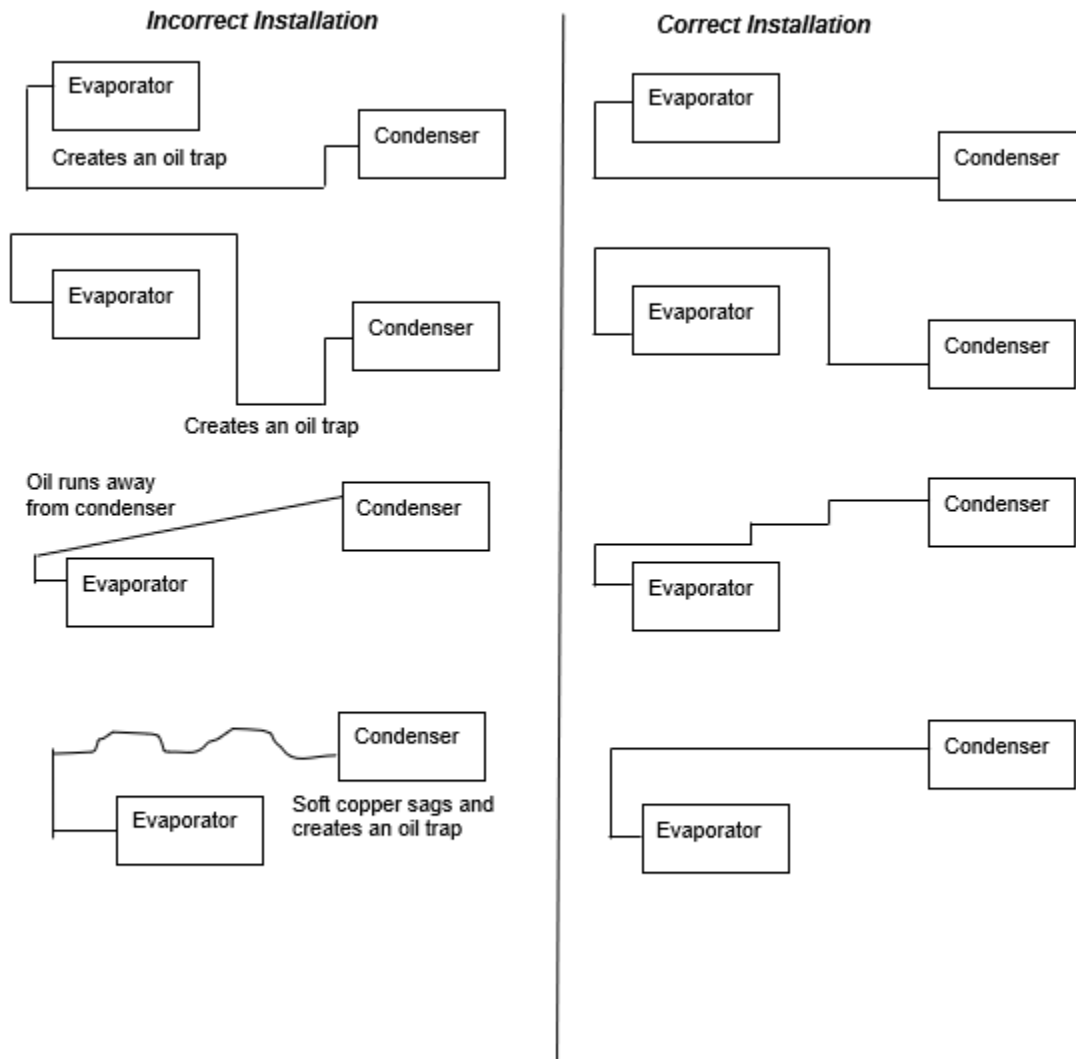 Incorrect Installation
Correct Installation
Evaporator
Condenser
Creates an oil trap
Evaporator
Condenser
Evaporator
Condenser
Creates an oil trap
Evaporator
Condenser
Oil runs away
from condenser
Condenser
Evaporator
Condenser
Evaporator
Condenser
Evaporator
Soft copper sags and
creates an oil trap
Condenser
Evaporator